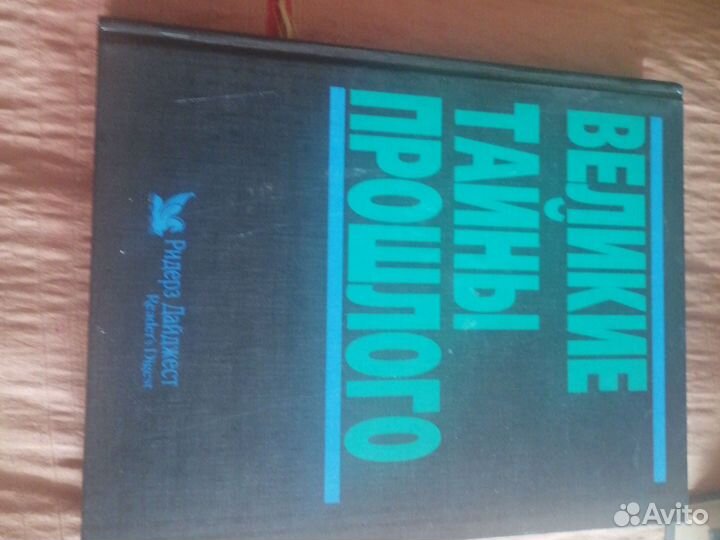 ВЕЛИКИЕ
ТАЙНЫ
ПРОШЛОГО
Ридерз Дайджест
Reader's Digest
Avito